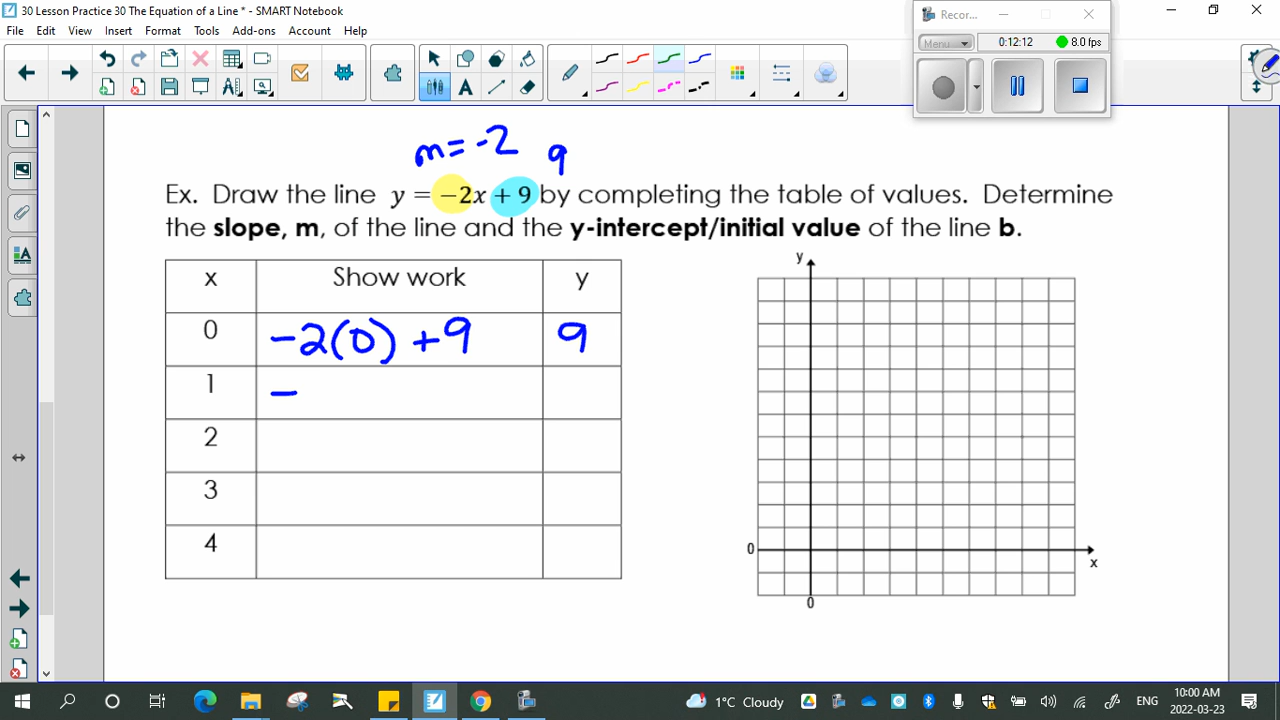 30 Lesson Practice 30 The Equation of a Line * - SMART Notebook
Recor...
File Edit View Insert Format Tools Add-ons Account Help
Menu 0:12:12 8.0 fps
m = -2 9
Ex. Draw the line y = −2x + 9 by completing the table of values. Determine
the slope, m, of the line and the y-intercept/initial value of the line b.
x Show work y
0 -2(0) +9 9
1 -
2
3
4
y
0
x
0
1°C Cloudy
ENG
10:00 AM
2022-03-23